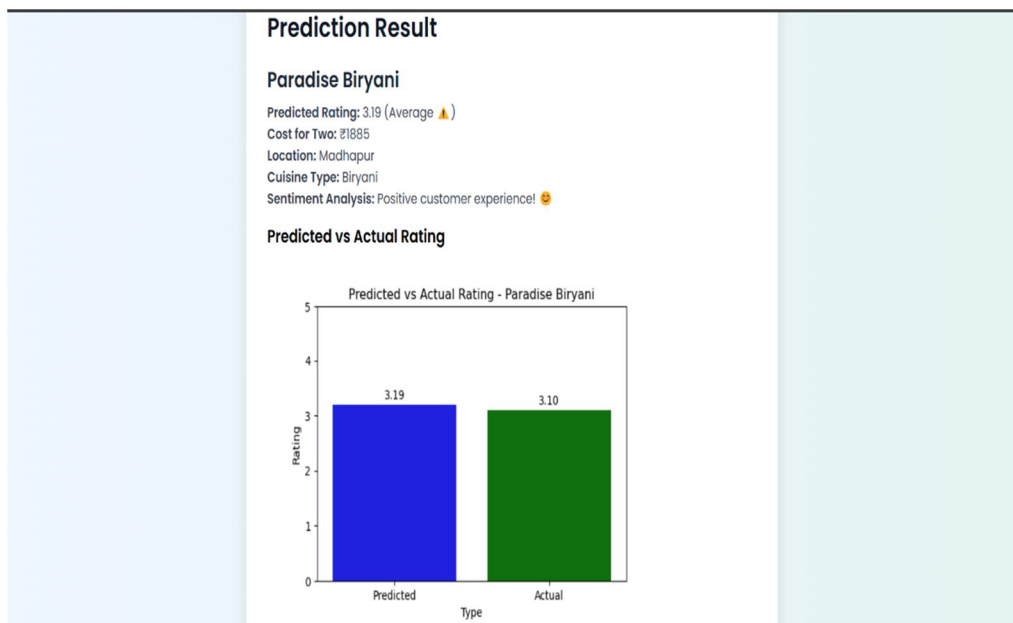 Prediction Result
Paradise Biryani
Predicted Rating: 3.19 (Average ⚠️)
Cost for Two: ₹1885
Location: Madhapur
Cuisine Type: Biryani
Sentiment Analysis: Positive customer experience! 😊
Predicted vs Actual Rating
Predicted vs Actual Rating - Paradise Biryani
5
4
3
2
1
0
Rating
3.19
3.10
Predicted
Actual
Type